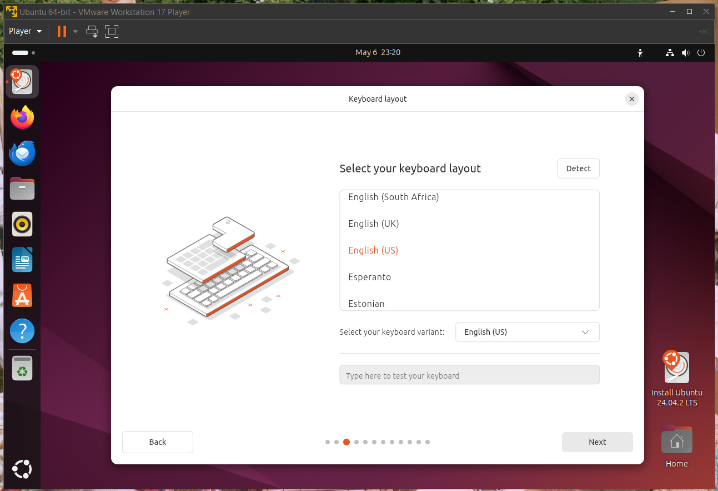 Ubuntu 64-bit - VMware Workstation 17 Player
Player
May 6 23:20
Keyboard layout
Select your keyboard layout
Detect
English (South Africa)
English (UK)
English (US)
Esperanto
Estonian
Select your keyboard variant:
English (US)
Type here to test your keyboard
Back
Next
Install Ubuntu
24.04.2 LTS
Home